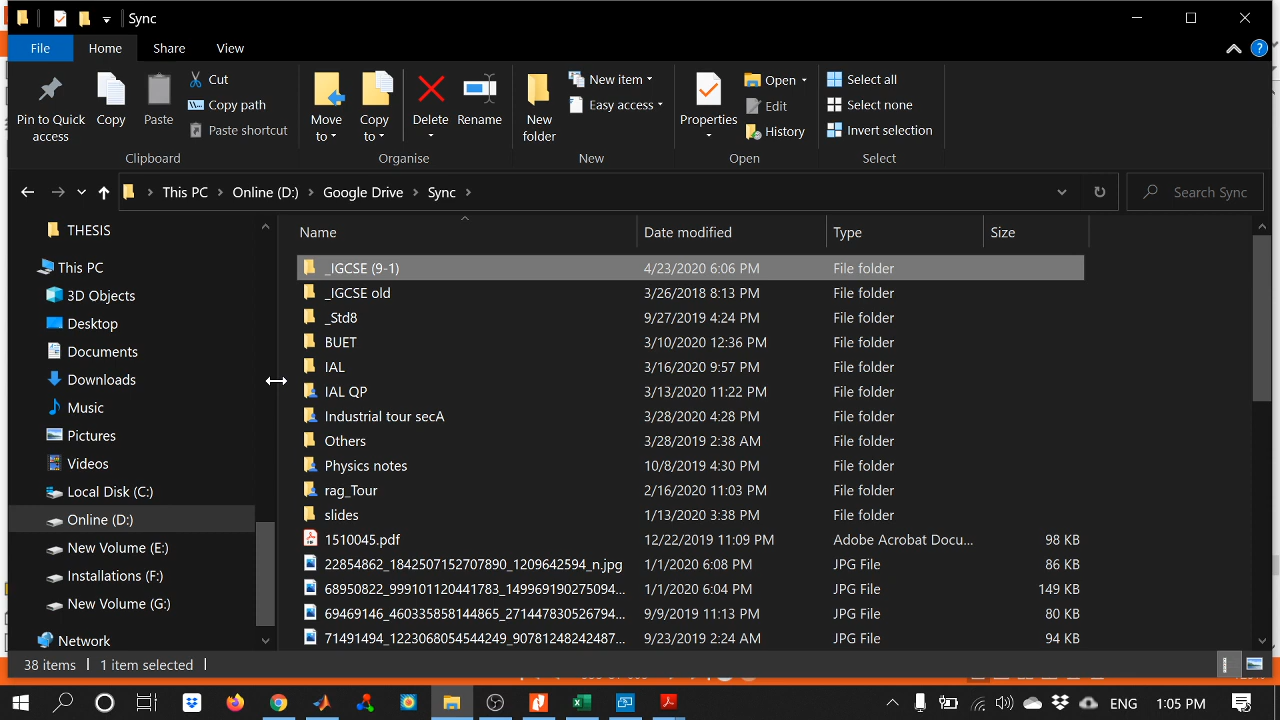 Sync
File Home Share View
Pin to Quick access
Copy
Paste
Cut
Copy path
Paste shortcut
Clipboard
Move to
Copy to
Delete
Rename
Organise
New folder
New item
Easy access
New
Properties
Open
Edit
History
Open
Select all
Select none
Invert selection
Select
This PC Online (D:) Google Drive Sync
Search Sync
THESIS
This PC
3D Objects
Desktop
Documents
Downloads
Music
Pictures
Videos
Local Disk (C:)
Online (D:)
New Volume (E:)
Installations (F:)
New Volume (G:)
Network
Name Date modified Type Size
_IGCSE (9-1) 4/23/2020 6:06 PM File folder
_IGCSE old 3/26/2018 8:13 PM File folder
_Std8 9/27/2019 4:24 PM File folder
BUET 3/10/2020 12:36 PM File folder
IAL 3/16/2020 9:57 PM File folder
IAL QP 3/13/2020 11:22 PM File folder
Industrial tour secA 3/28/2020 4:28 PM File folder
Others 3/28/2019 2:38 AM File folder
Physics notes 10/8/2019 4:30 PM File folder
rag_Tour 2/16/2020 11:03 PM File folder
slides 1/13/2020 3:38 PM File folder
1510045.pdf 12/22/2019 11:09 PM Adobe Acrobat Docu... 98 KB
22854862_1842507152707890_1209642594_n.jpg 1/1/2020 6:08 PM JPG File 86 KB
68950822_999101120441783_149969190275094... 1/1/2020 6:04 PM JPG File 149 KB
69469146_460335858144865_271447830526794... 9/9/2019 11:13 PM JPG File 80 KB
71491494_1223068054544249_90781248242487... 9/23/2019 2:24 AM JPG File 94 KB
38 items 1 item selected
ENG 1:05 PM